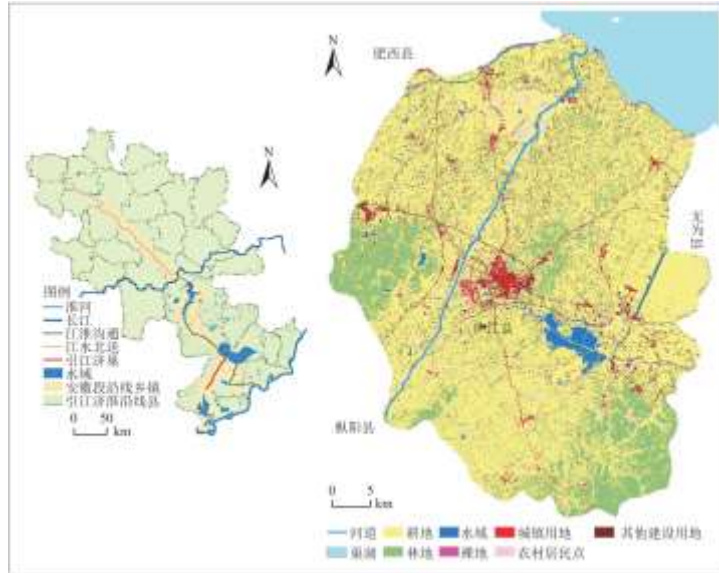 N
图例
淮河
长江
江淮沟通
江水北送
引江济巢
水域
安徽段沿线乡镇
引江济淮沿线县
0 50
km
N
肥西县
无为县
庐江县
枞阳县
0 5
km
河道
耕地
水域
城镇用地
其他建设用地
巢湖
林地
裸地
农村居民点